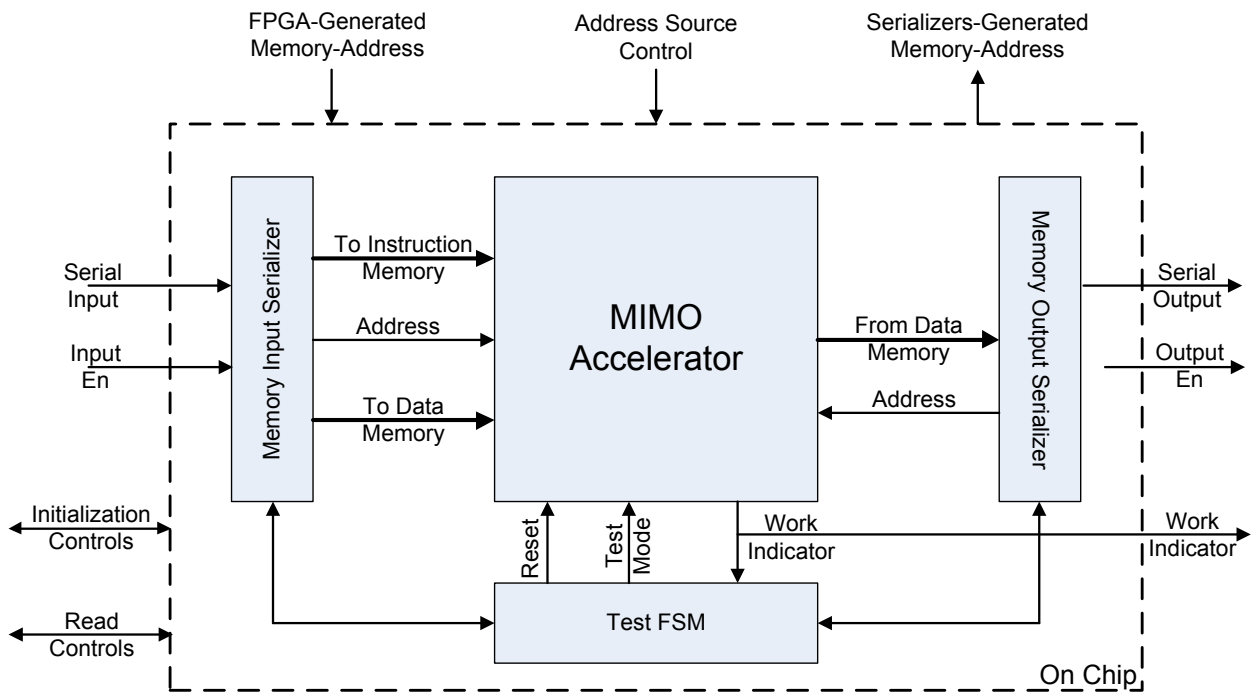 FPGA-Generated
Memory-Address
Address Source
Control
Serializers-Generated
Memory-Address
Serial
Input
Input
En
Initialization
Controls
Read
Controls
Memory Input Serializer
To Instruction
Memory
Address
To Data
Memory
MIMO
Accelerator
From Data
Memory
Address
Memory Output Serializer
Serial
Output
Output
En
Reset
Test
Mode
Work
Indicator
Work
Indicator
Test FSM
On Chip